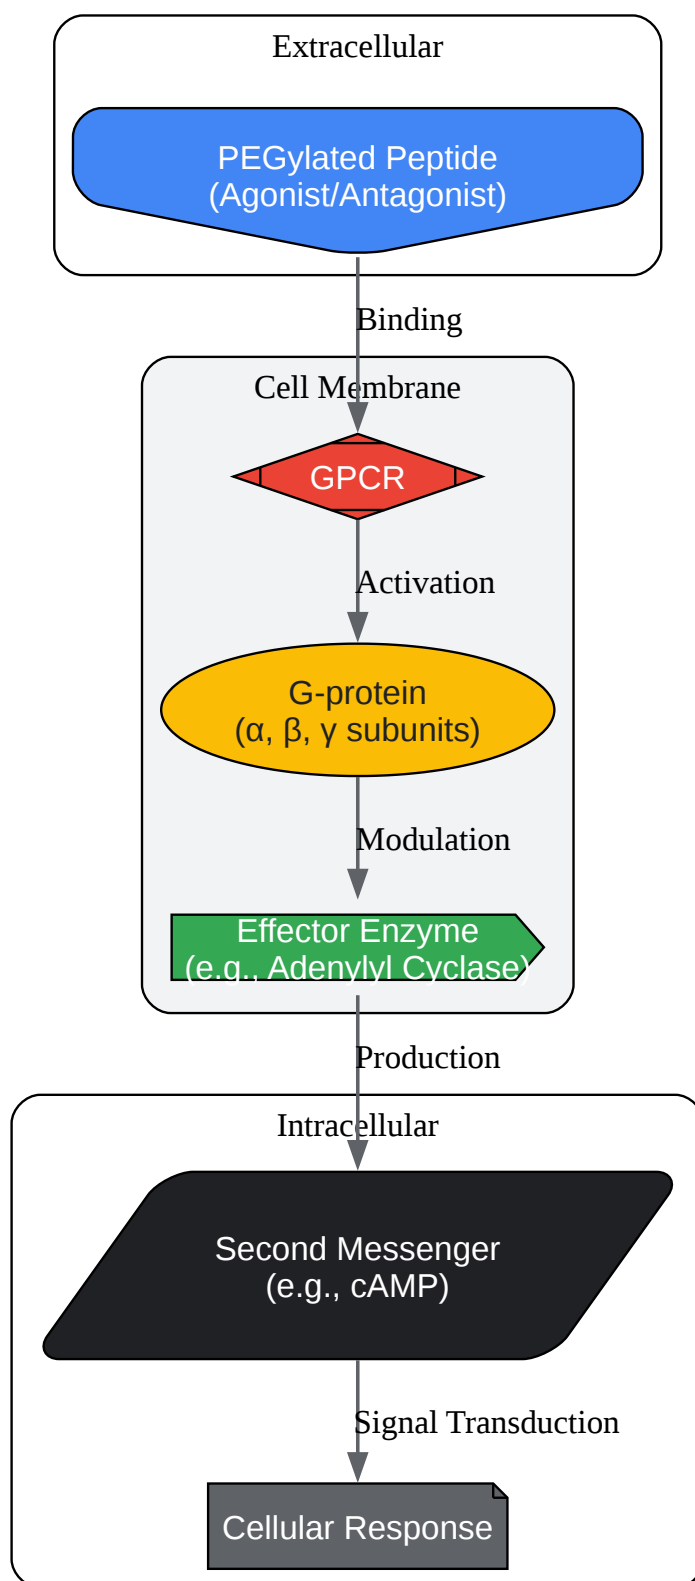 Extracellular
PEGylated Peptide
(Agonist/Antagonist)
Binding
Cell Membrane
GPCR
Activation
G-protein
(α, β, γ subunits)
Modulation
Effector Enzyme
(e.g., Adenylyl Cyclase)
Production
Intracellular
Second Messenger
(e.g., cAMP)
Signal Transduction
Cellular Response